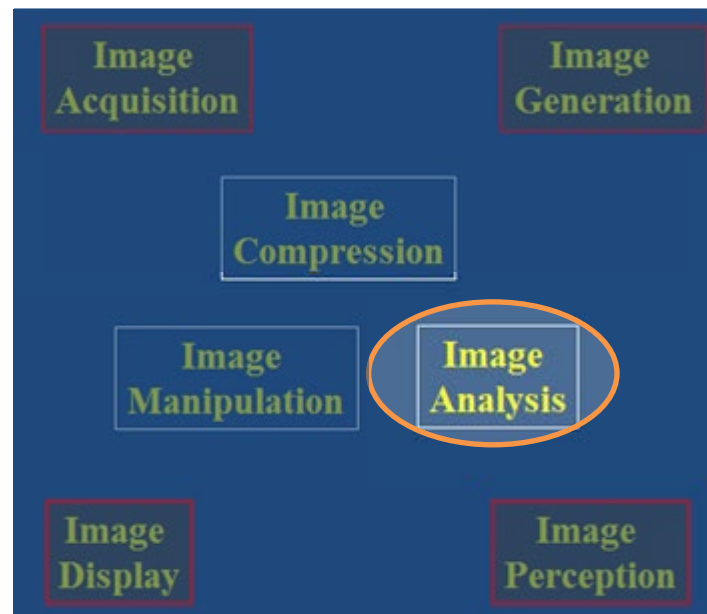 Image
Acquisition
Image
Generation
Image
Compression
Image
Manipulation
Image
Analysis
Image
Display
Image
Perception